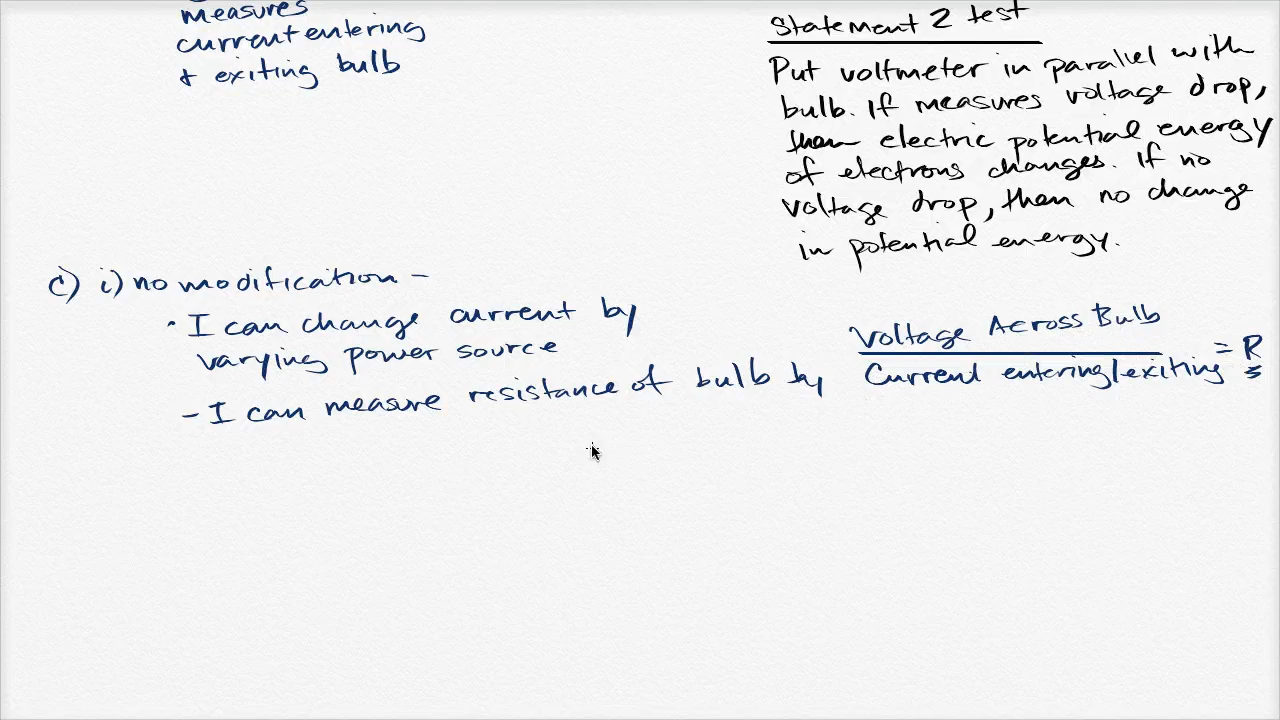 measures
current entering
+ exiting bulb
Statement 2 test
Put voltmeter in parallel with
bulb. If measures voltage drop,
then electric potential energy
of electrons changes. If no
voltage drop, then no change
in potential energy.
c) i) no modification -
• I can change current by
varying power source
- I can measure resistance of bulb by
Voltage Across Bulb
Current entering/exiting = R